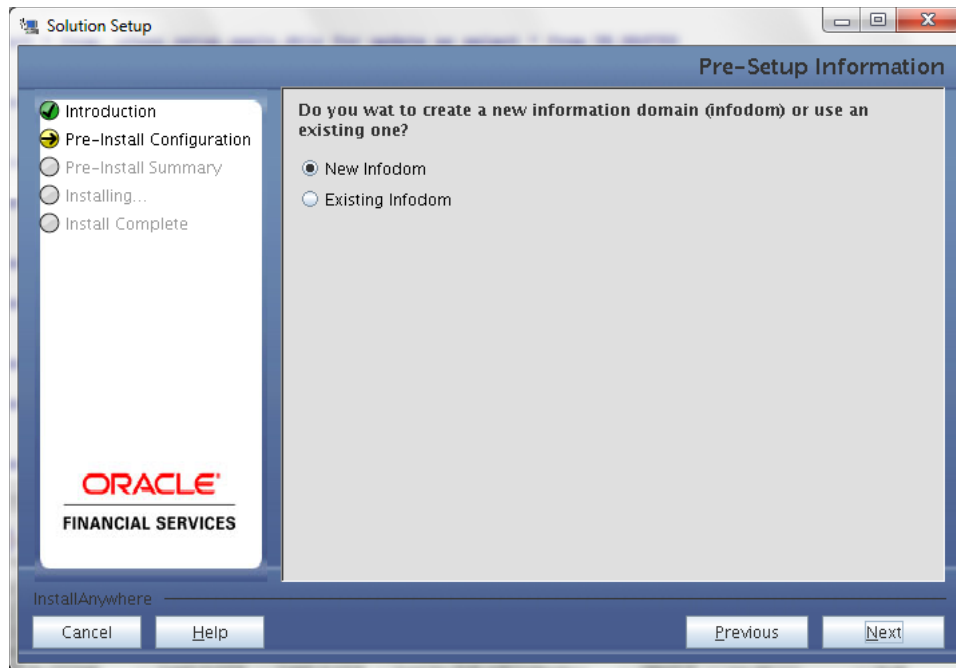 Solution Setup
Pre-Setup Information
Introduction
Pre-Install Configuration
Pre-Install Summary
Installing...
Install Complete
ORACLE
FINANCIAL SERVICES
Do you wat to create a new information domain (infodom) or use an
existing one?
New Infodom
Existing Infodom
InstallAnywhere
Cancel
Help
Previous
Next